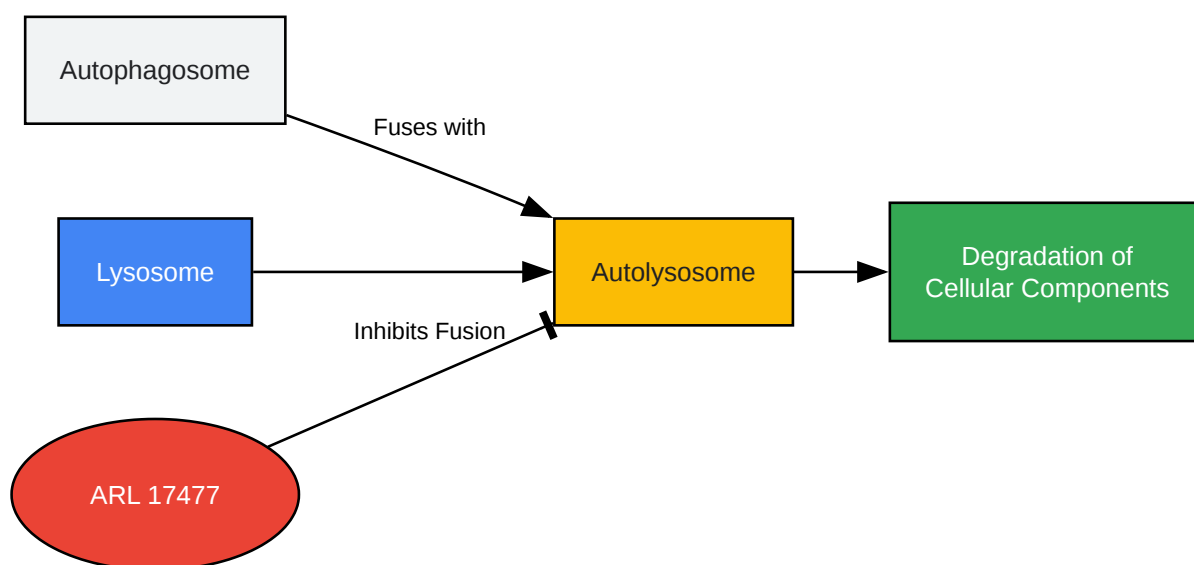 Autophagosome
Fuses with
Lysosome
Autolysosome
Degradation of
Cellular Components
Inhibits Fusion
ARL 17477